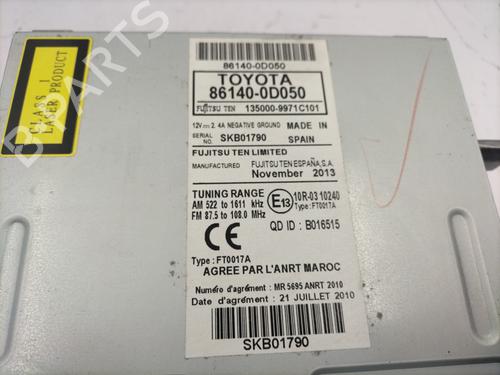 CLASS 1
LASER PRODUCT
B-PARTS
86140-0D050
TOYOTA
86140-0D050
FUJITSU TEN 135000-9971C101
12V⎓ 2.4A NEGATIVE GROUND MADE IN
SERIAL NO. SKB01790 SPAIN
FUJITSU TEN LIMITED
MANUFACTURED FUJITSU TEN ESPAÑA,S.A.
November 2013
TUNING RANGE
AM 522 to 1611 kHz
FM 87.5 to 108.0 MHz
E13 10R-03 10240
Type: FT0017A
QD ID : B016515
CE
Type : FT0017A
AGREE PAR L'ANRT MAROC
Numéro d'agrément : MR 5695 ANRT 2010
Date d'agrément : 21 JUILLET 2010
SKB01790